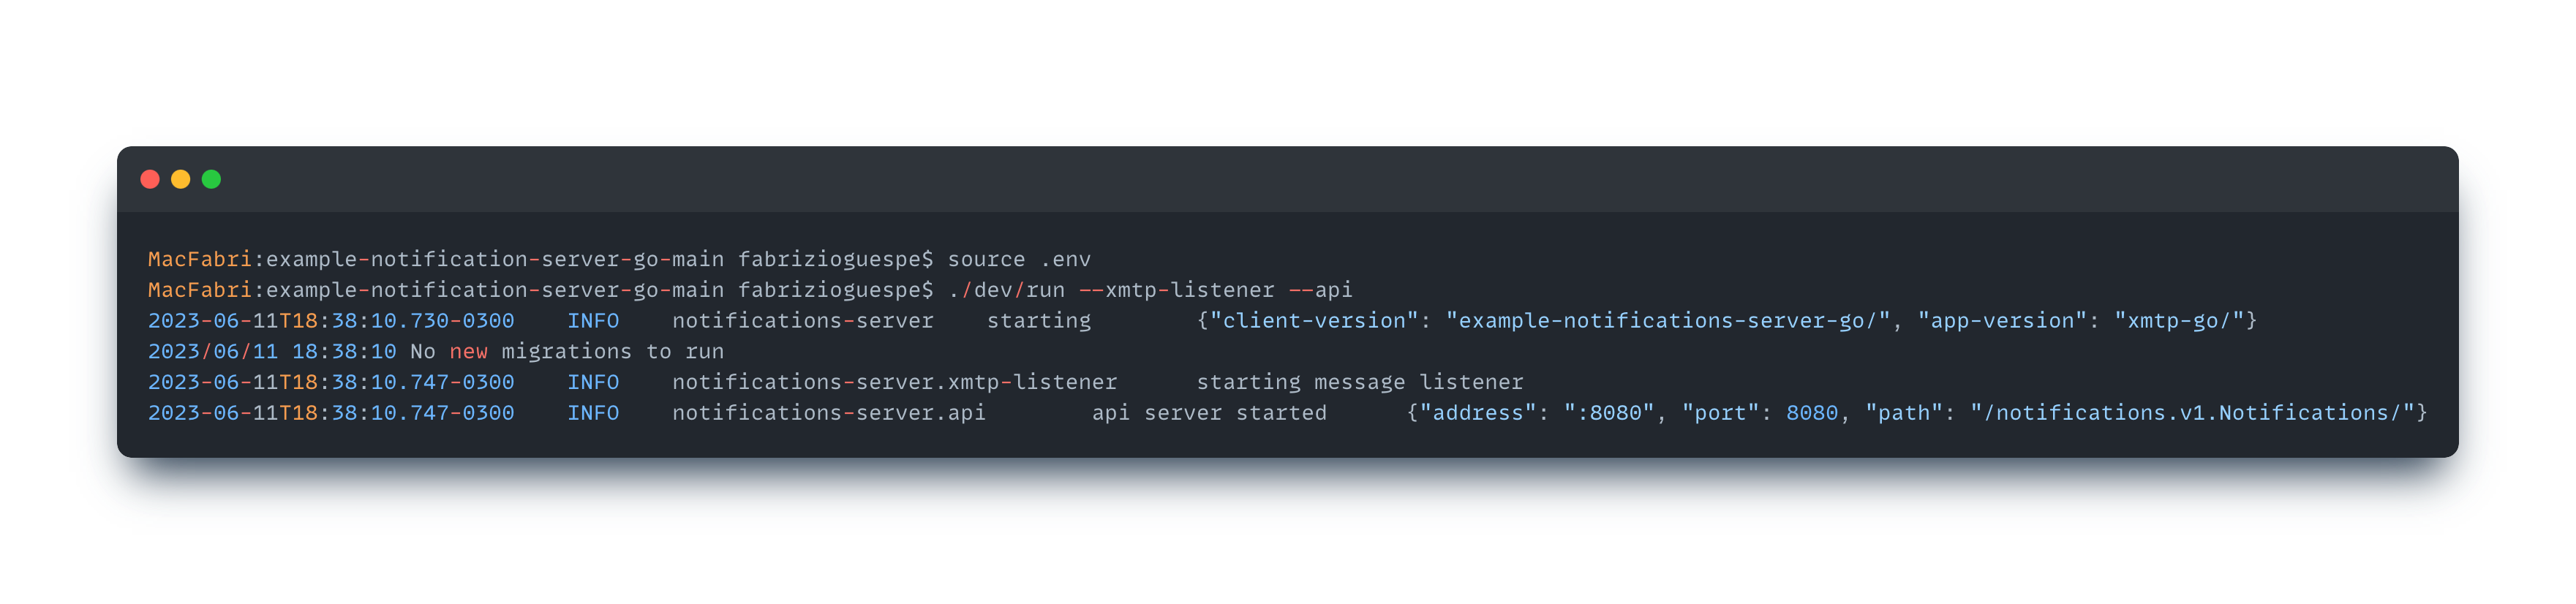 MacFabri:example-notification-server-go-main fabrizioguespe$ source .env
MacFabri:example-notification-server-go-main fabrizioguespe$ ./dev/run --xmtp-listener --api
2023-06-11T18:38:10.730-0300    INFO    notifications-server    starting        {"client-version": "example-notifications-server-go/", "app-version": "xmtp-go/"}
2023/06/11 18:38:10 No new migrations to run
2023-06-11T18:38:10.747-0300    INFO    notifications-server.xmtp-listener      starting message listener
2023-06-11T18:38:10.747-0300    INFO    notifications-server.api        api server started      {"address": ":8080", "port": 8080, "path": "/notifications.v1.Notifications/"}